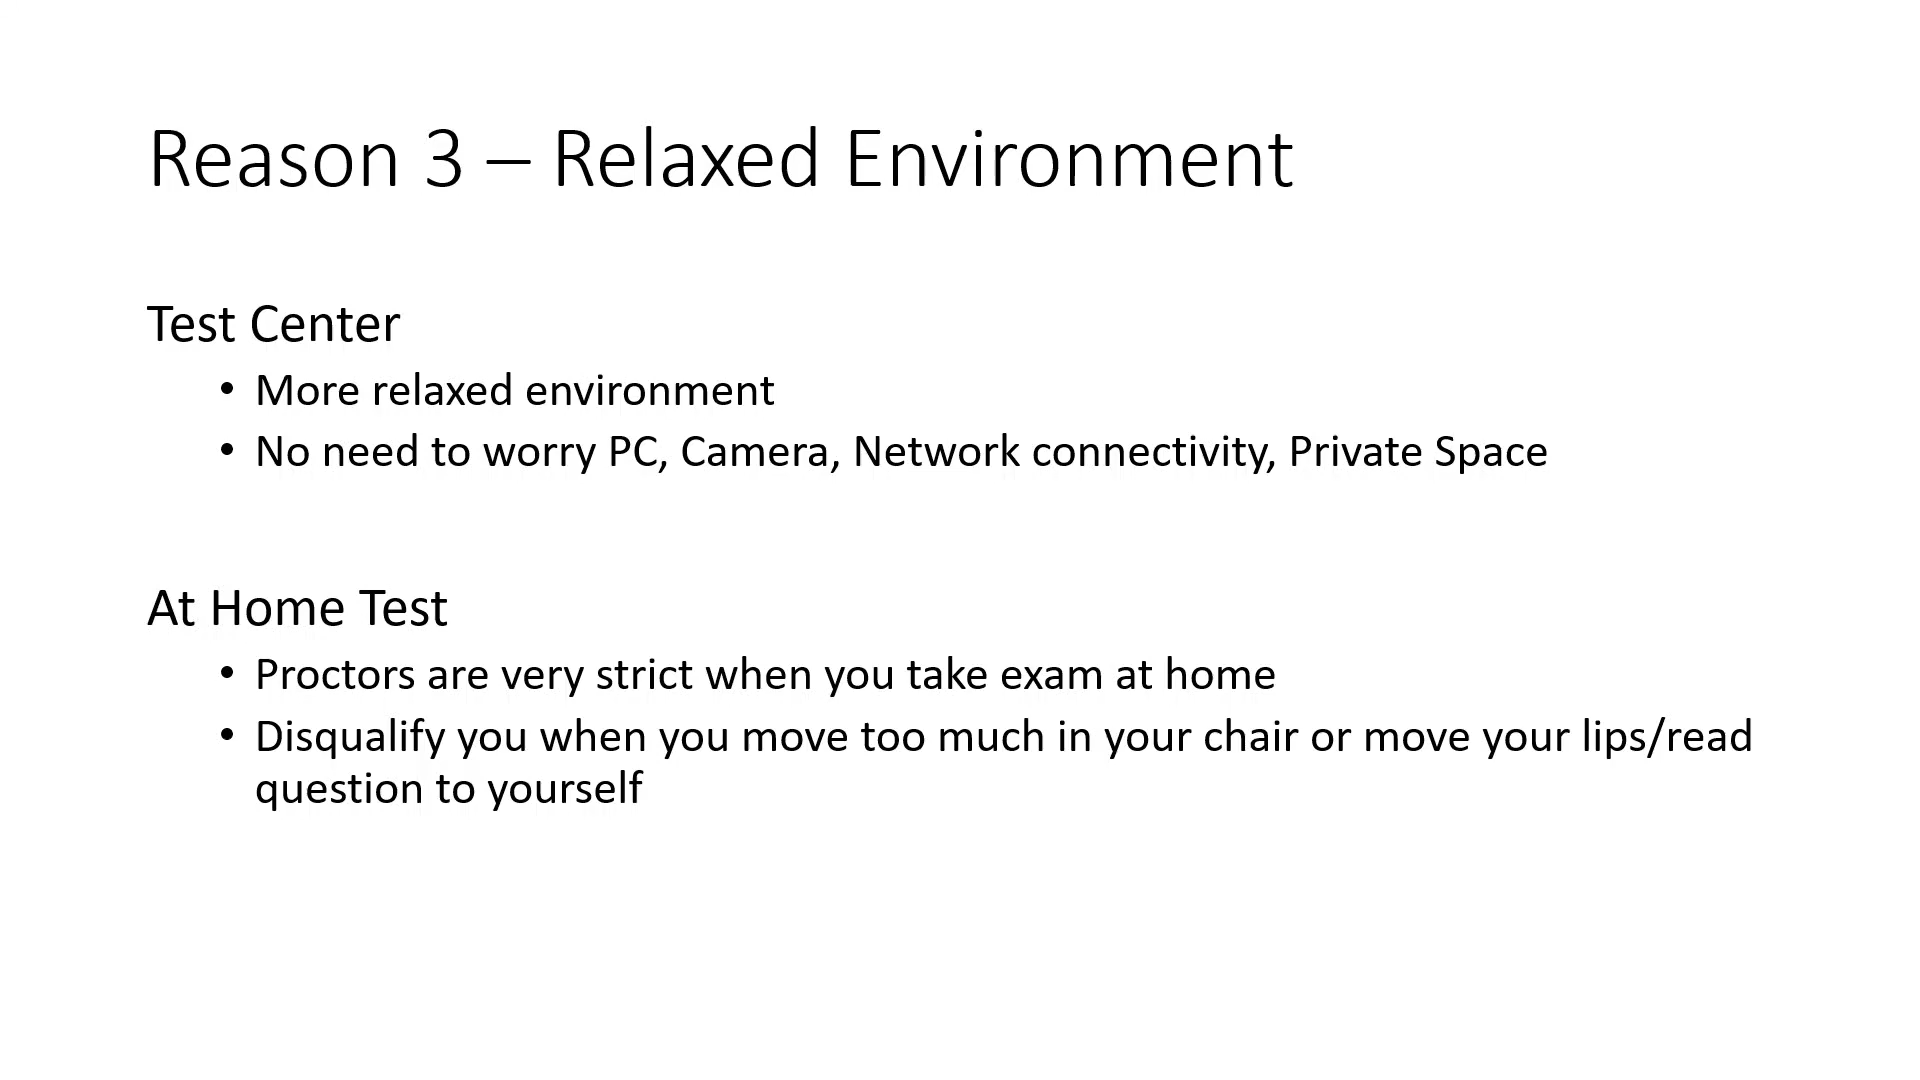 Reason 3 – Relaxed Environment
Test Center
• More relaxed environment
• No need to worry PC, Camera, Network connectivity, Private Space
At Home Test
• Proctors are very strict when you take exam at home
• Disqualify you when you move too much in your chair or move your lips/read
question to yourself